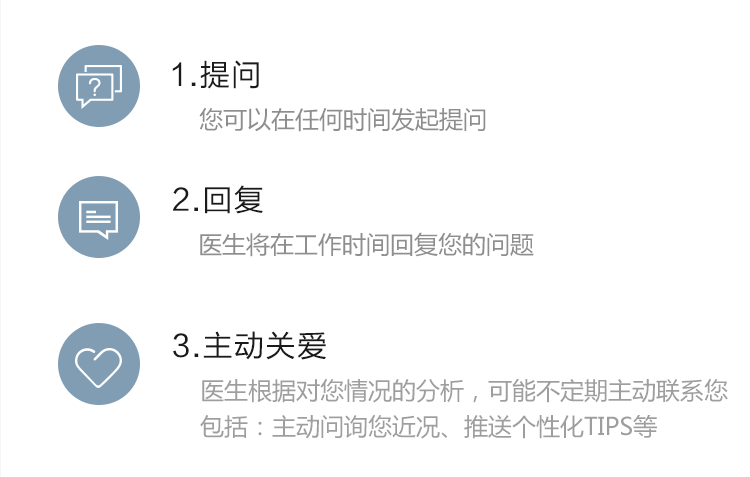 ?
1.提问
您可以在任何时间发起提问
2.回复
医生将在工作时间回复您的问题
3.主动关爱
医生根据对您情况的分析，可能不定期主动联系您
包括：主动问询您近况、推送个性化TIPS等